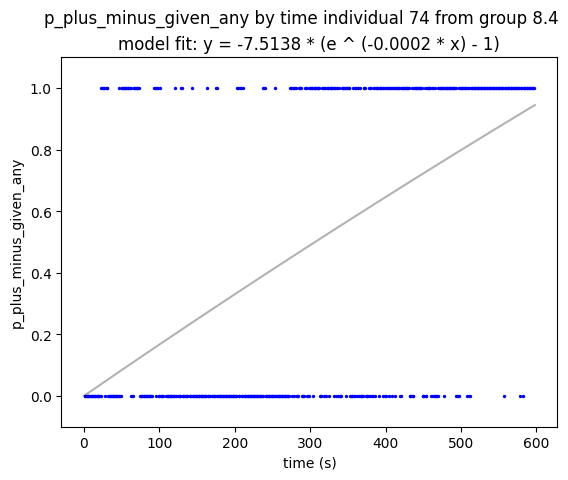 p_plus_minus_given_any by time individual 74 from group 8.4
model fit: y = -7.5138 * (e ^ (-0.0002 * x) - 1)
p_plus_minus_given_any
1.0
0.8
0.6
0.4
0.2
0.0
0 100 200 300 400 500 600
time (s)